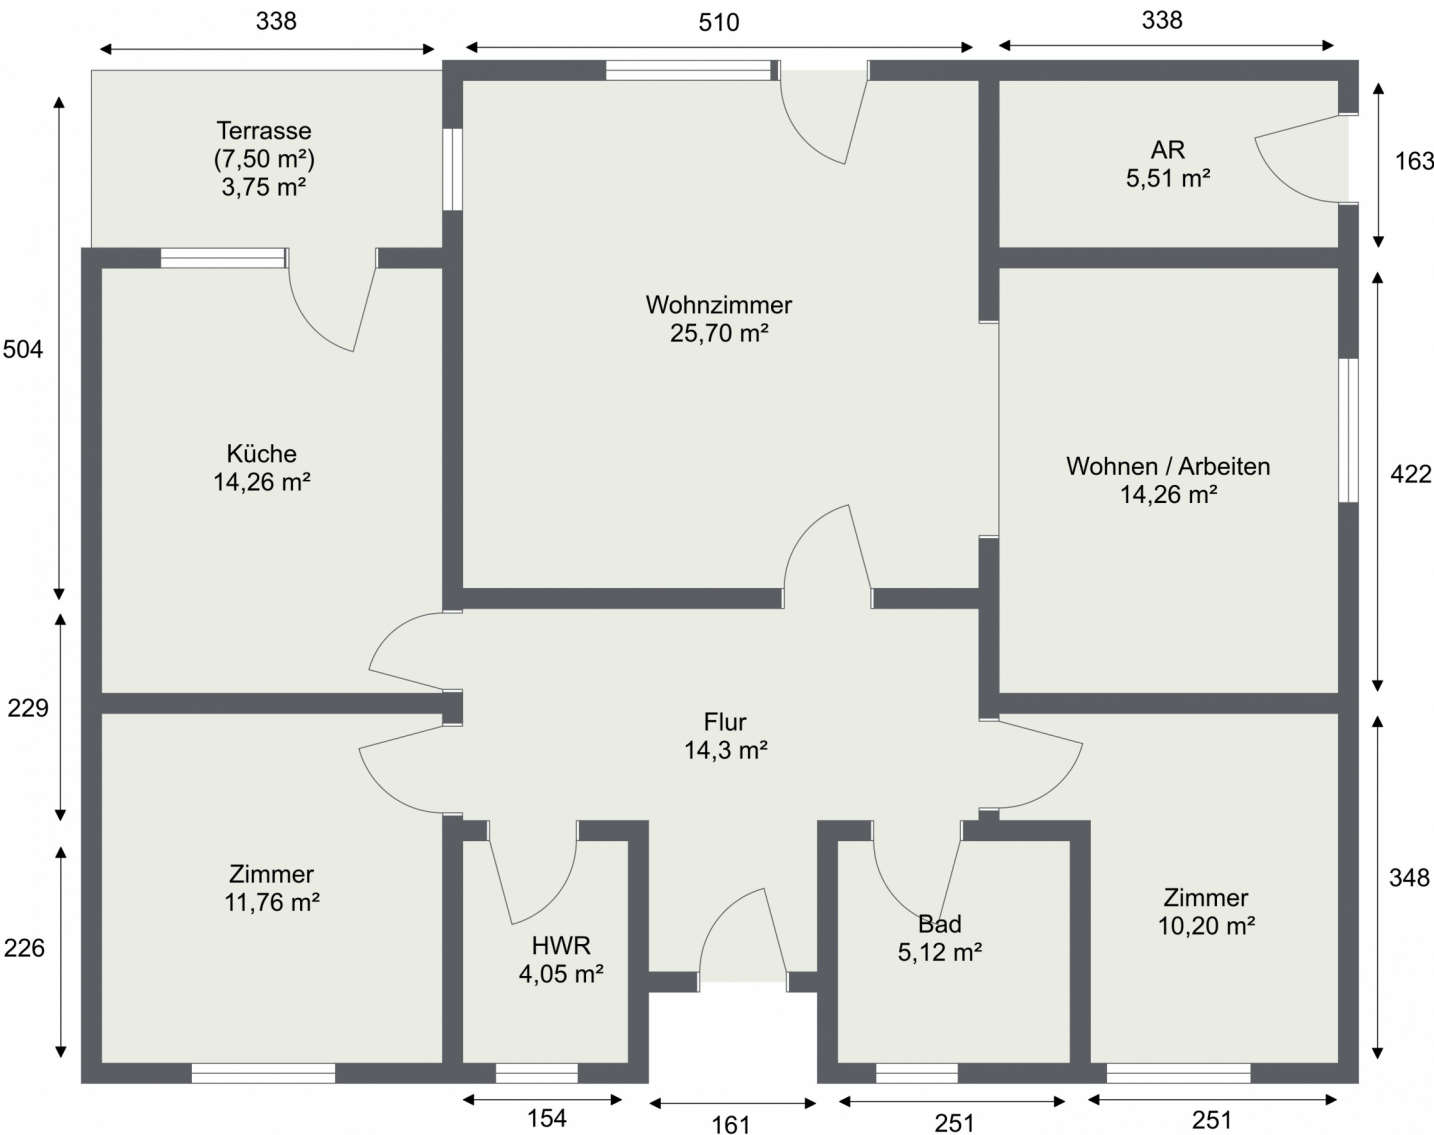 338
510
338
Terrasse
(7,50 m²)
3,75 m²
AR
5,51 m²
163
Wohnzimmer
25,70 m²
504
Küche
14,26 m²
Wohnen / Arbeiten
14,26 m²
422
229
Flur
14,3 m²
Zimmer
11,76 m²
348
Zimmer
10,20 m²
Bad
5,12 m²
HWR
4,05 m²
226
154
161
251
251